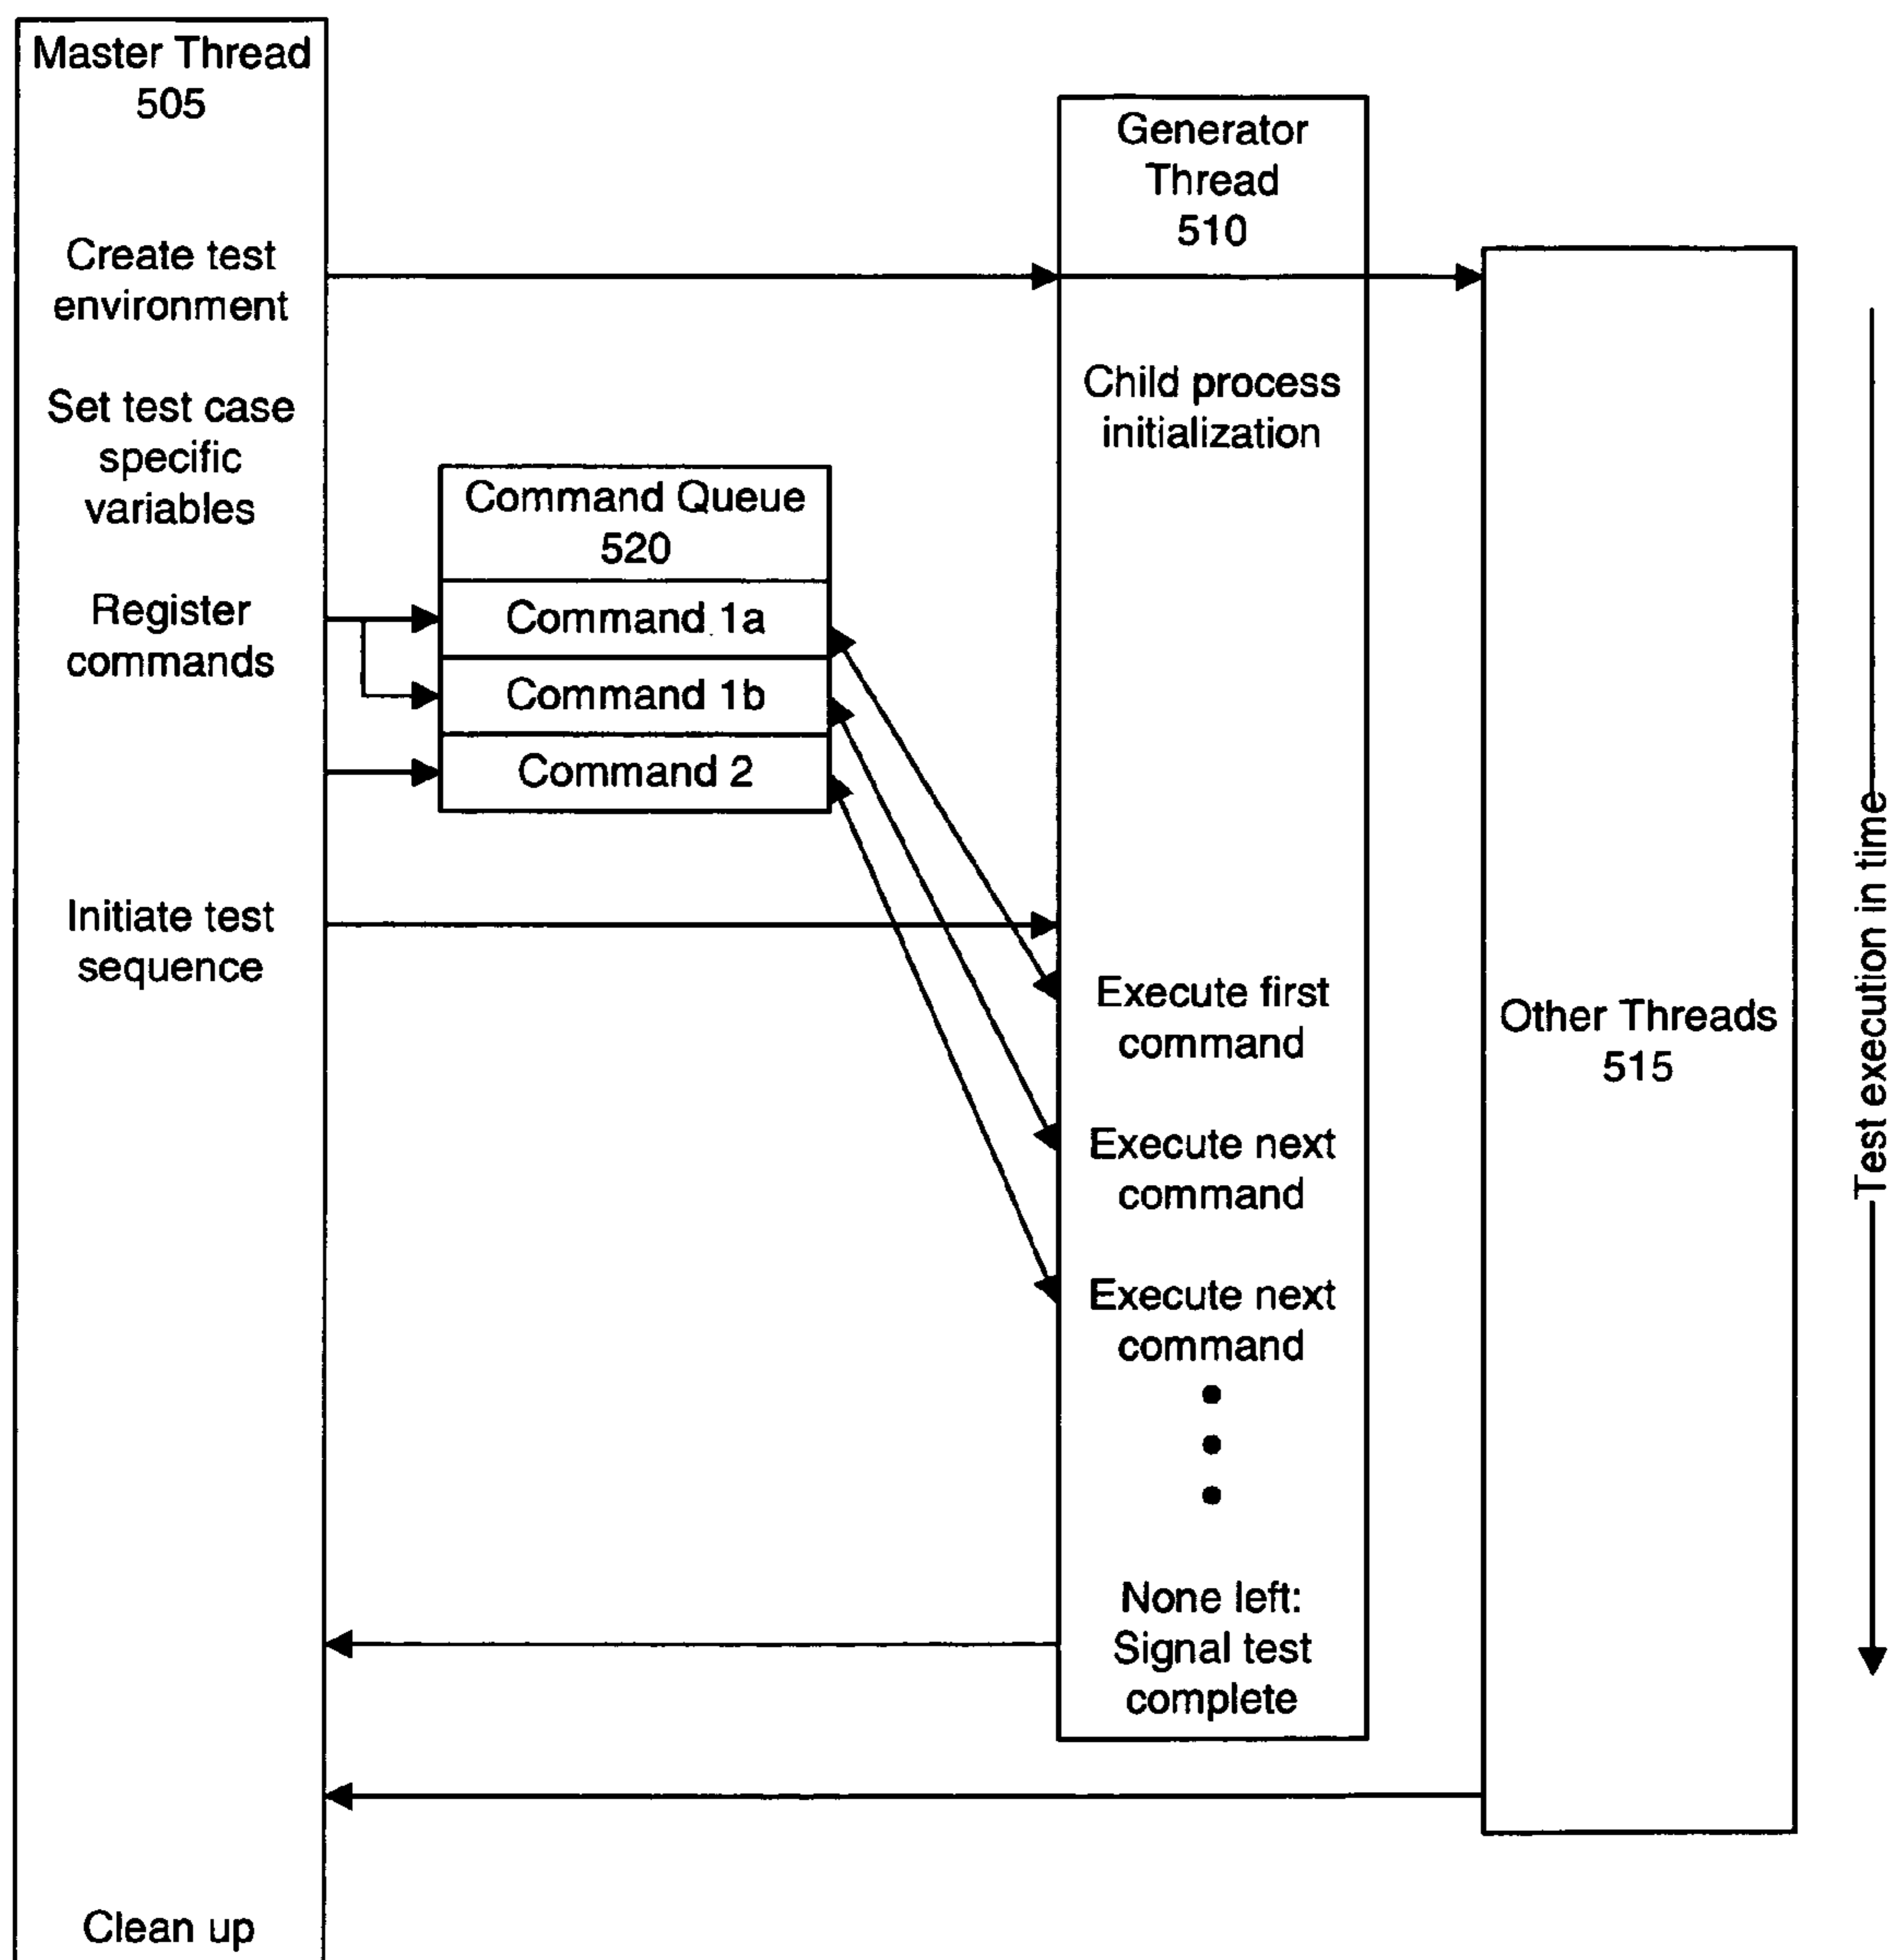 Master Thread
505
Create test
environment
Set test case
specific
variables
Register
commands
Initiate test
sequence
Clean up
Command Queue
520
Command 1a
Command 1b
Command 2
Generator
Thread
510
Child process
initialization
Execute first
command
Execute next
command
Execute next
command
None left:
Signal test
complete
Other Threads
515
Test execution in time